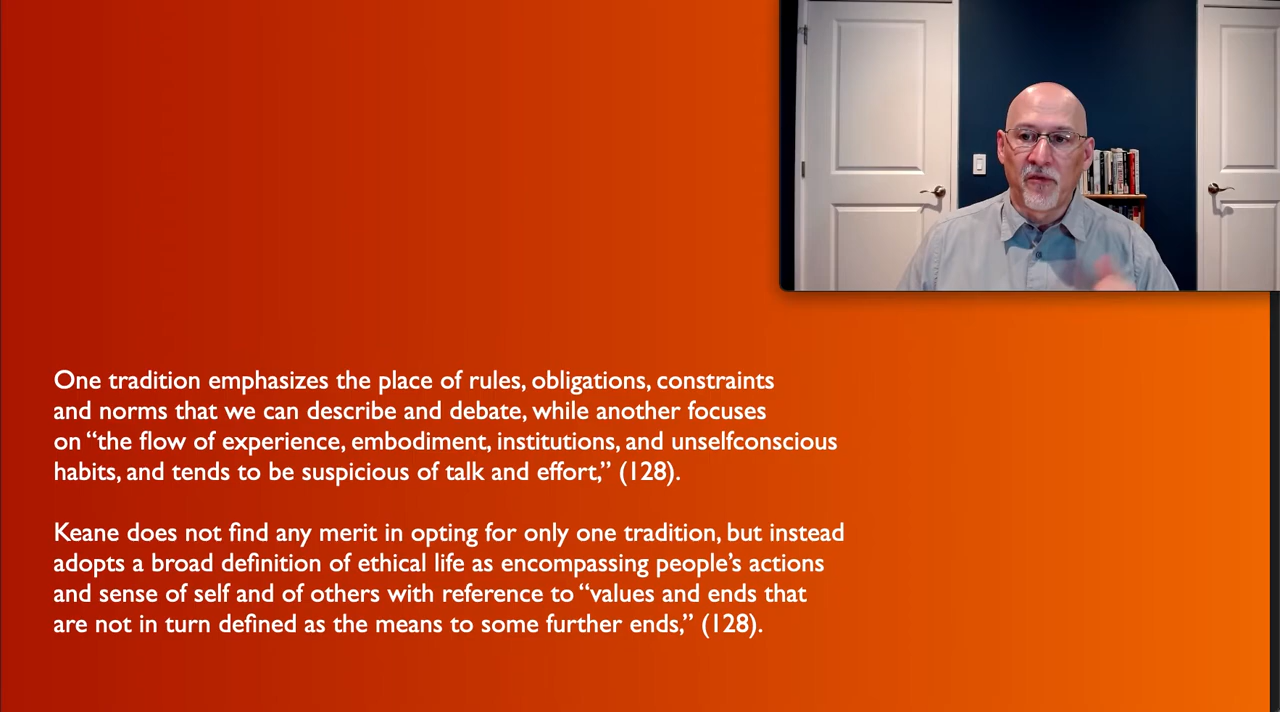 One tradition emphasizes the place of rules, obligations, constraints
and norms that we can describe and debate, while another focuses
on “the flow of experience, embodiment, institutions, and unselfconscious
habits, and tends to be suspicious of talk and effort,” (128).
Keane does not find any merit in opting for only one tradition, but instead
adopts a broad definition of ethical life as encompassing people’s actions
and sense of self and of others with reference to “values and ends that
are not in turn defined as the means to some further ends,” (128).